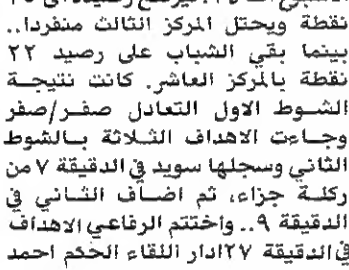 نقطة ويحتل المركز الثالث منفردا..
بينما بقي الشباب على رصيد ٢٢
نقطة بالمركز العاشر. كانت نتيجة
الشوط الاول التعادل صفر/صفر
وجاءت الاهداف الثلاثة بالشوط
الثاني وسجلها سويد في الدقيقة ٧ من
ركلة جزاء، ثم اضاف الثاني في
الدقيقة ٩.. واختتم الرفاعي الاهداف
في الدقيقة ٢٧ ادار اللقاء الحكم احمد